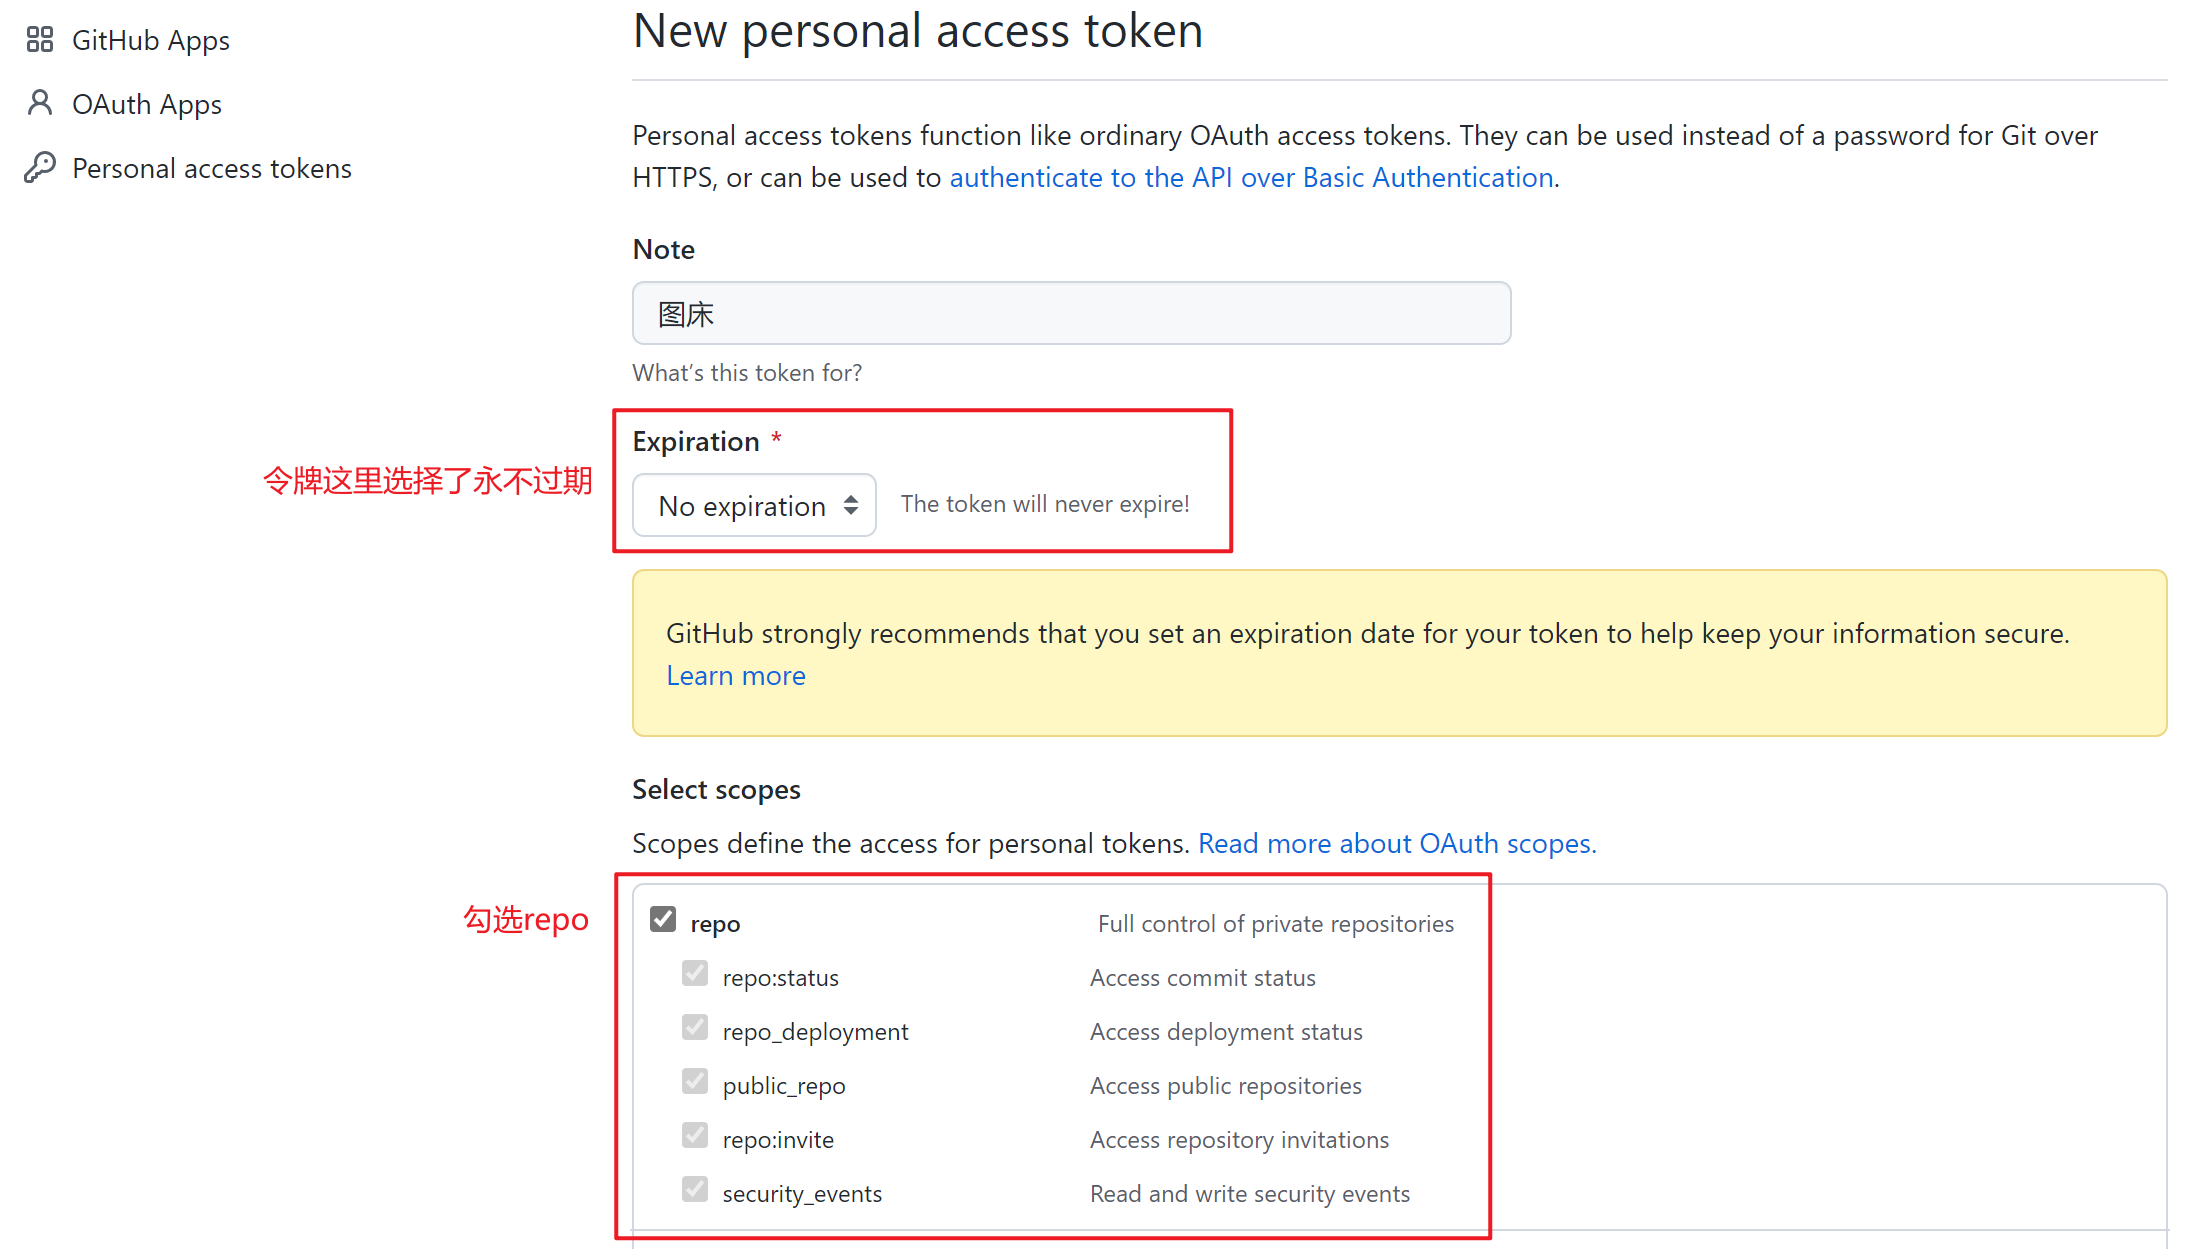 GitHub Apps
OAuth Apps
Personal access tokens
New personal access token
Personal access tokens function like ordinary OAuth access tokens. They can be used instead of a password for Git over
HTTPS, or can be used to authenticate to the API over Basic Authentication.
Note
图床
What's this token for?
Expiration *
令牌这里选择了永不过期
No expiration
The token will never expire!
GitHub strongly recommends that you set an expiration date for your token to help keep your information secure.
Learn more
Select scopes
Scopes define the access for personal tokens. Read more about OAuth scopes.
勾选repo
repo Full control of private repositories
repo:status Access commit status
repo_deployment Access deployment status
public_repo Access public repositories
repo:invite Access repository invitations
security_events Read and write security events